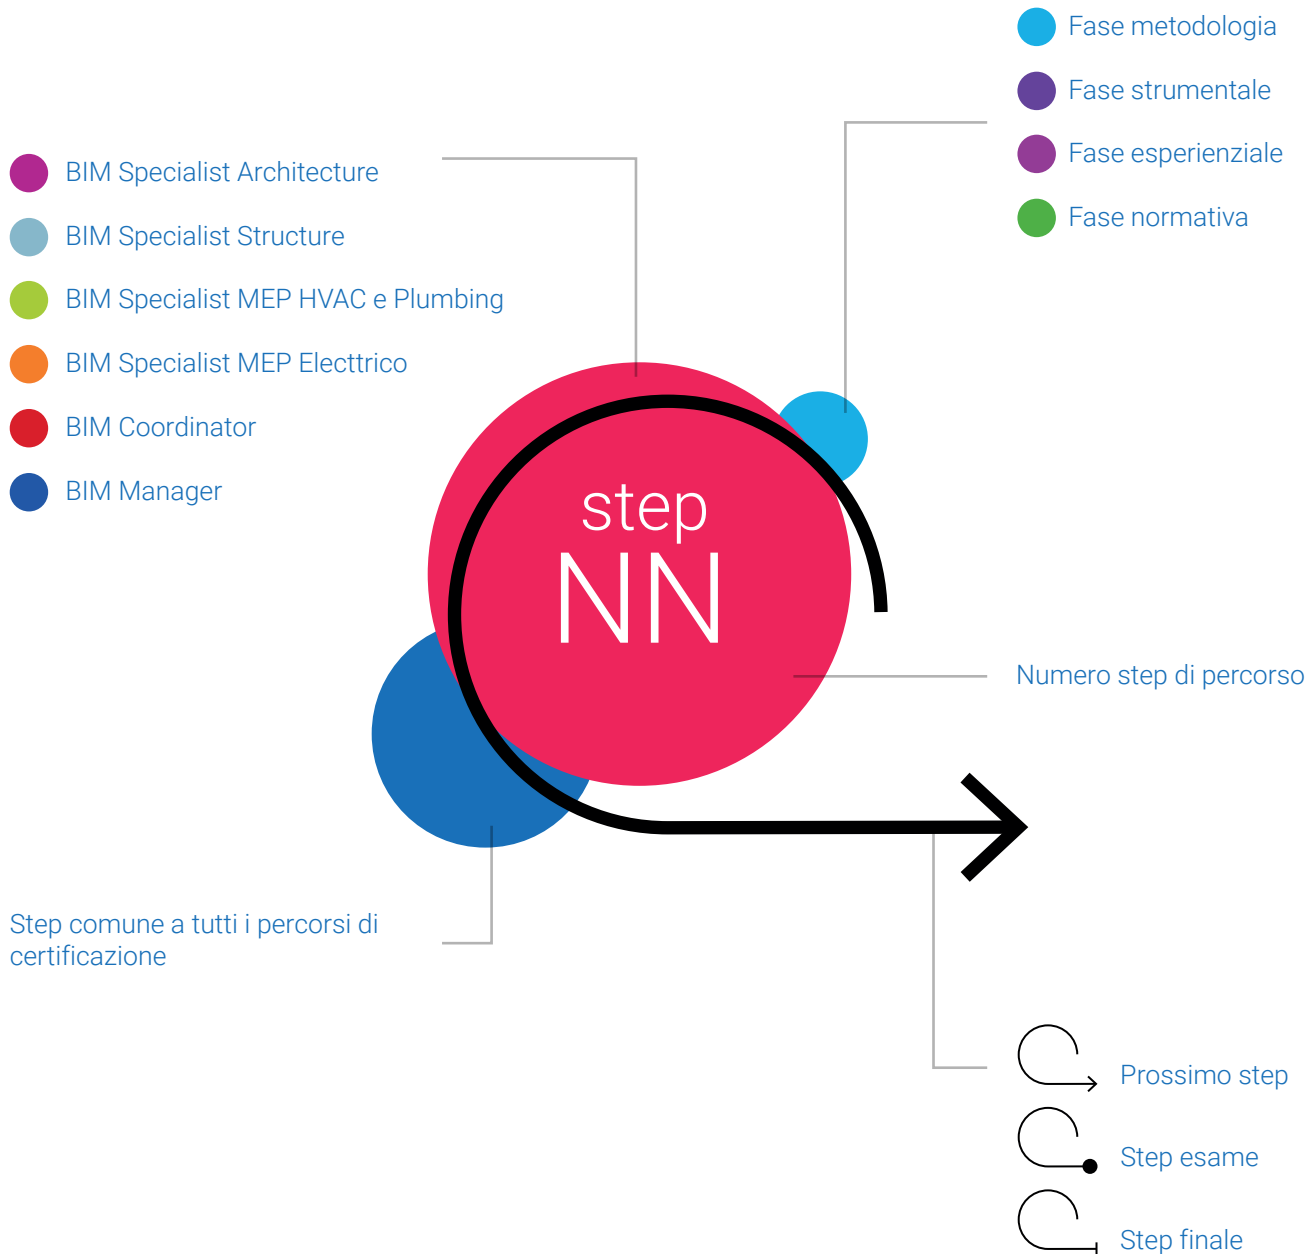 Fase metodologia
Fase strumentale
Fase esperienziale
Fase normativa
BIM Specialist Architecture
BIM Specialist Structure
BIM Specialist MEP HVAC e Plumbing
BIM Specialist MEP Electtrico
BIM Coordinator
BIM Manager
step
NN
Numero step di percorso
Step comune a tutti i percorsi di
certificazione
Prossimo step
Step esame
Step finale